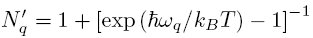 N′_q = 1 + [exp (ħω_q/k_BT) − 1]^{−1}